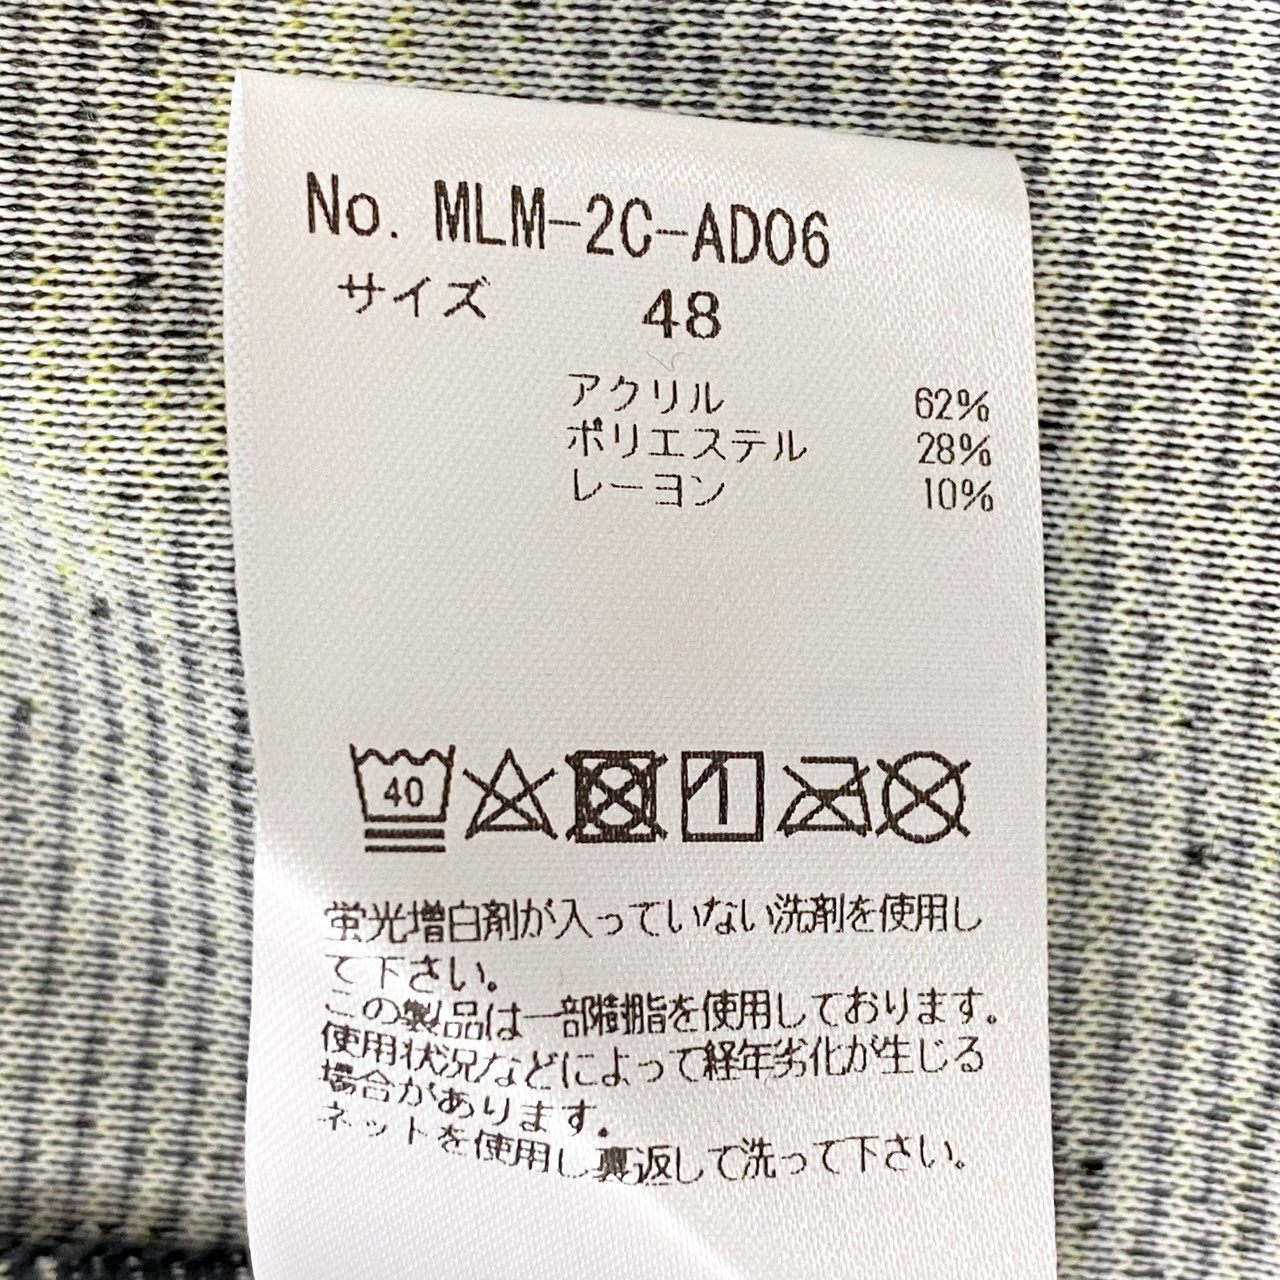 No. MLM-2C-AD06
サイズ 48
アクリル 62%
ポリエステル 28%
レーヨン 10%
40
蛍光増白剤が入っていない洗剤を使用し
て下さい。
この製品は一部樹脂を使用しております。
使用状況などによって経年劣化が生じる
場合があります。
ネットを使用し裏返して洗って下さい。